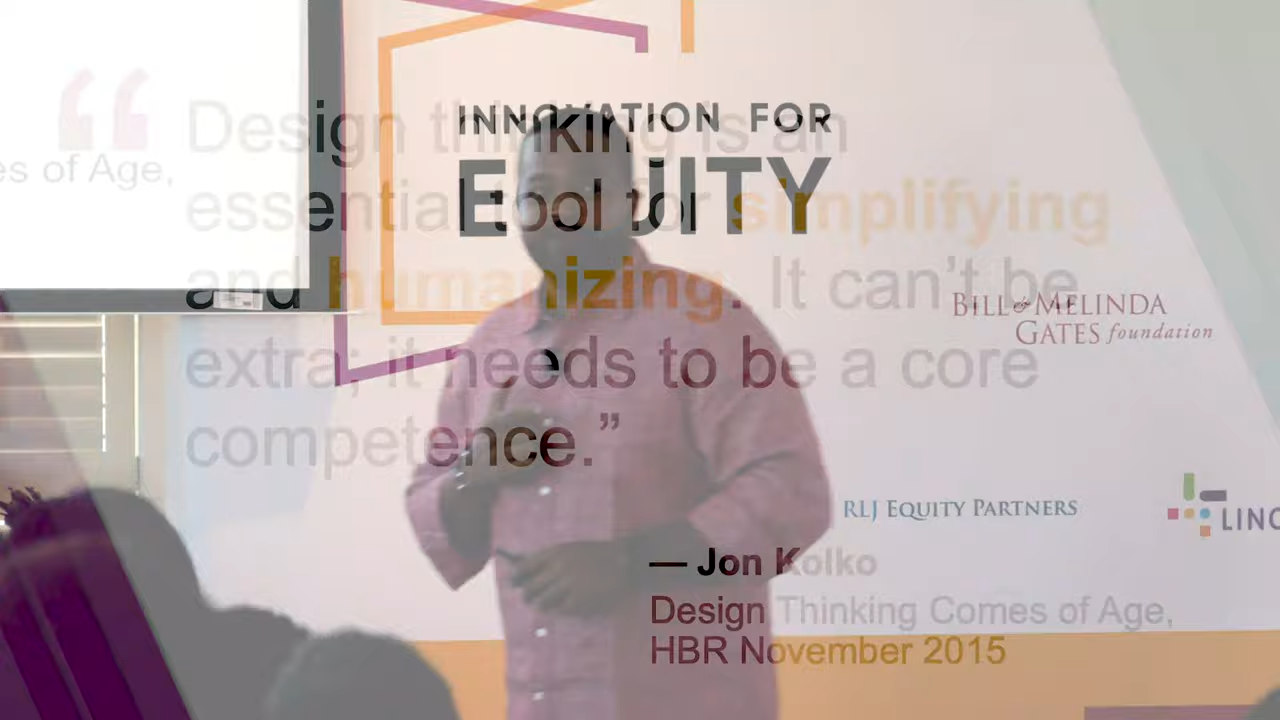 INNOVATION FOR
EQUITY
es of Age,
“Design thinking is an
essential tool for simplifying
and humanizing. It can’t be
extra; it needs to be a core
competence.”
BILL & MELINDA
GATES foundation
RLJ EQUITY PARTNERS
LINC
— Jon Kolko
Design Thinking Comes of Age,
HBR November 2015